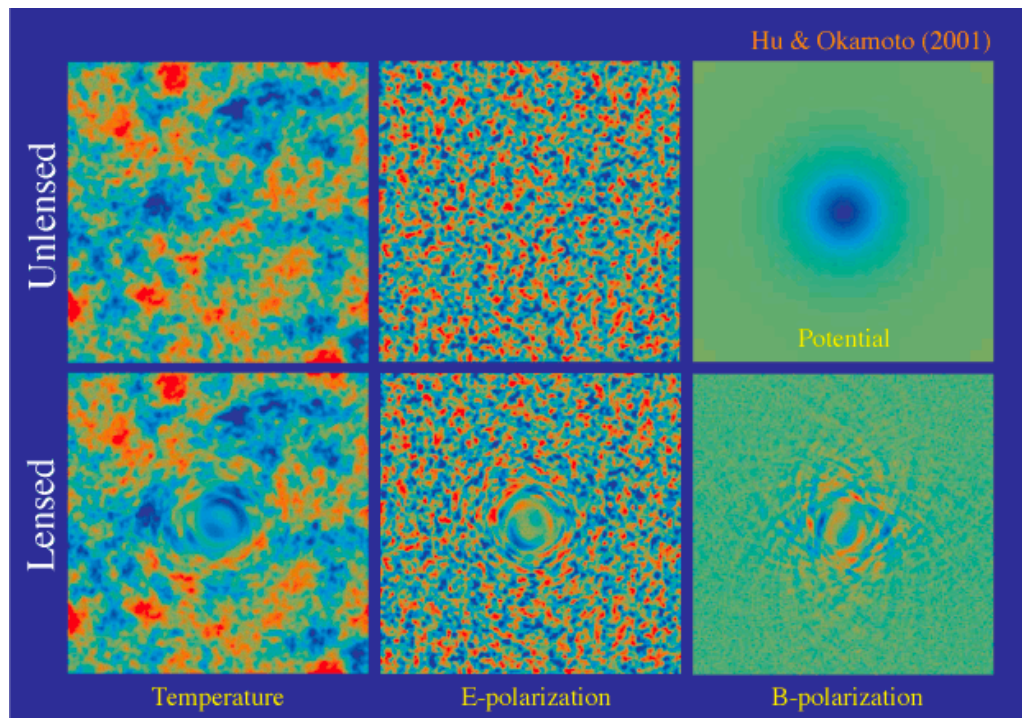 Hu & Okamoto (2001)
Unlensed
Potential
Lensed
Temperature
E-polarization
B-polarization